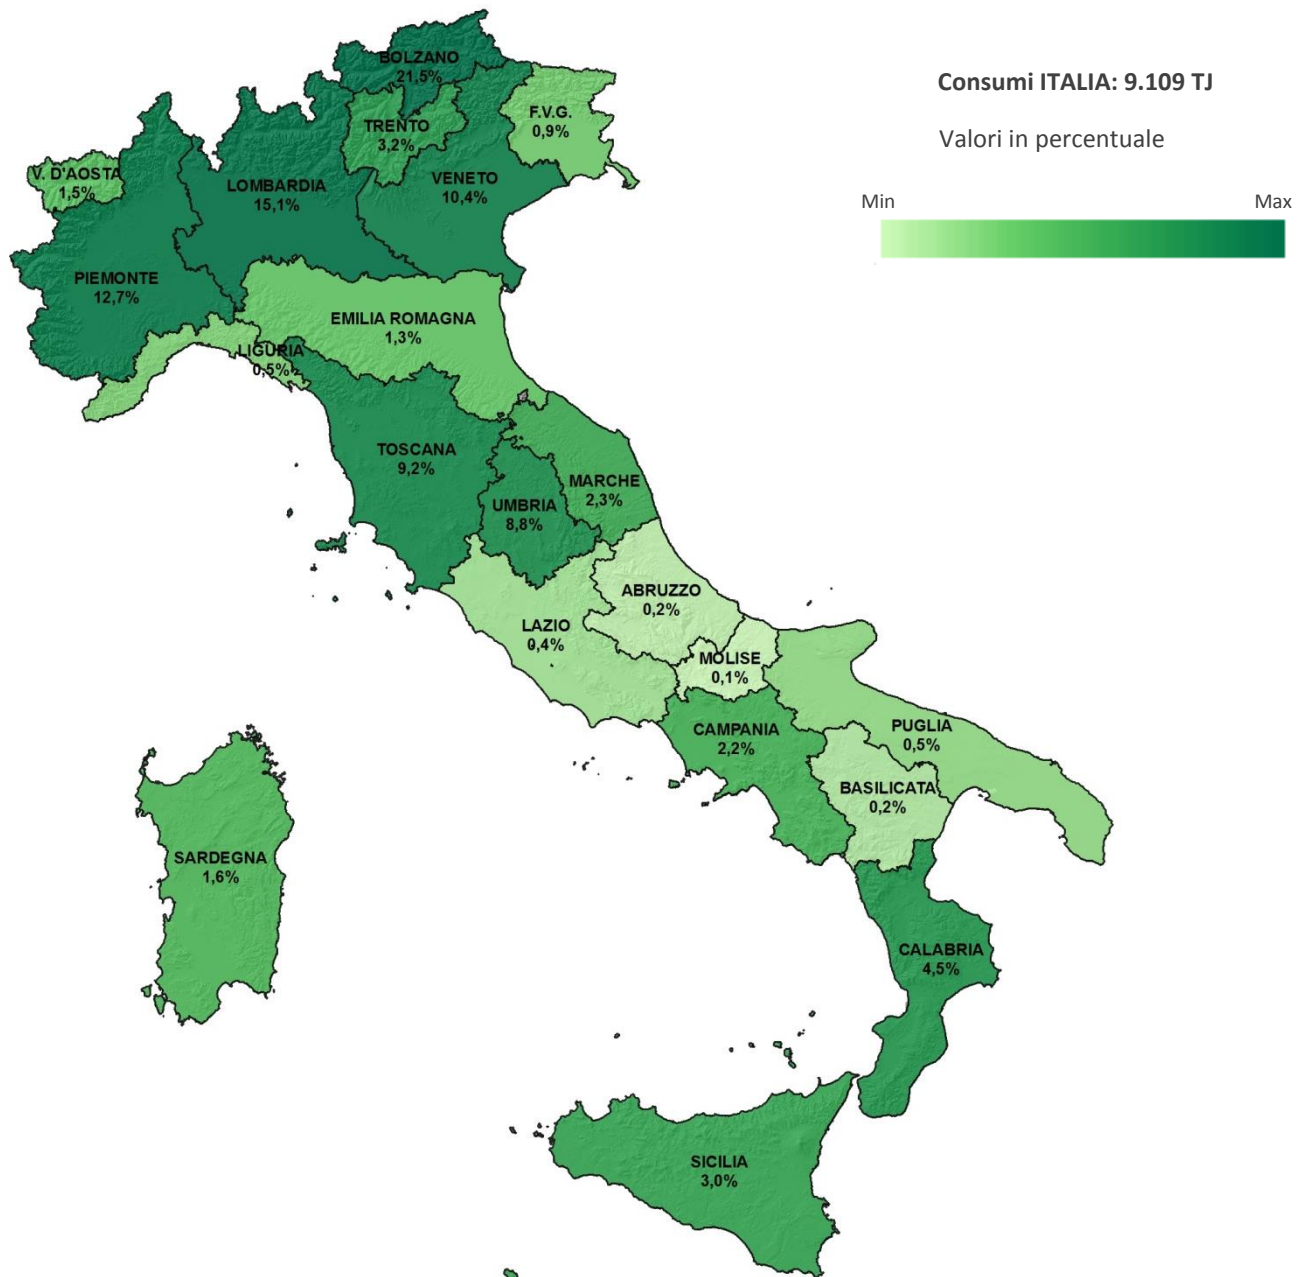 Consumi ITALIA: 9.109 TJ
Valori in percentuale
Min
Max
BOLZANO
21,5%
TRENTO
3,2%
F.V.G.
0,9%
V. D'AOSTA
1,5%
LOMBARDIA
15,1%
VENETO
10,4%
PIEMONTE
12,7%
EMILIA ROMAGNA
1,3%
LIGURIA
0,5%
TOSCANA
9,2%
UMBRIA
8,8%
MARCHE
2,3%
ABRUZZO
0,2%
LAZIO
0,4%
MOLISE
0,1%
CAMPANIA
2,2%
PUGLIA
0,5%
BASILICATA
0,2%
SARDEGNA
1,6%
CALABRIA
4,5%
SICILIA
3,0%